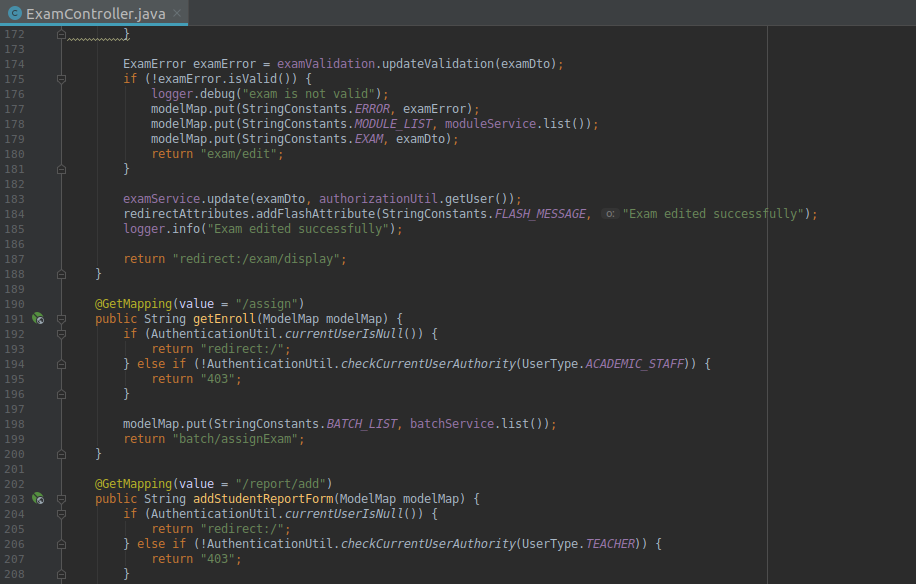 ExamController.java
172 }
173
174 ExamError examError = examValidation.updateValidation(examDto);
175 if (!examError.isValid()) {
176 logger.debug("exam is not valid");
177 modelMap.put(StringConstants.ERROR, examError);
178 modelMap.put(StringConstants.MODULE_LIST, moduleService.list());
179 modelMap.put(StringConstants.EXAM, examDto);
180 return "exam/edit";
181 }
182
183 examService.update(examDto, authorizationUtil.getUser());
184 redirectAttributes.addFlashAttribute(StringConstants.FLASH_MESSAGE, o: "Exam edited successfully");
185 logger.info("Exam edited successfully");
186
187 return "redirect:/exam/display";
188 }
189
190 @GetMapping(value = "/assign")
191 public String getEnroll(ModelMap modelMap) {
192 if (AuthenticationUtil.currentUserIsNull()) {
193 return "redirect:/";
194 } else if (!AuthenticationUtil.checkCurrentUserAuthority(UserType.ACADEMIC_STAFF)) {
195 return "403";
196 }
197
198 modelMap.put(StringConstants.BATCH_LIST, batchService.list());
199 return "batch/assignExam";
200 }
201
202 @GetMapping(value = "/report/add")
203 public String addStudentReportForm(ModelMap modelMap) {
204 if (AuthenticationUtil.currentUserIsNull()) {
205 return "redirect:/";
206 } else if (!AuthenticationUtil.checkCurrentUserAuthority(UserType.TEACHER)) {
207 return "403";
208 }